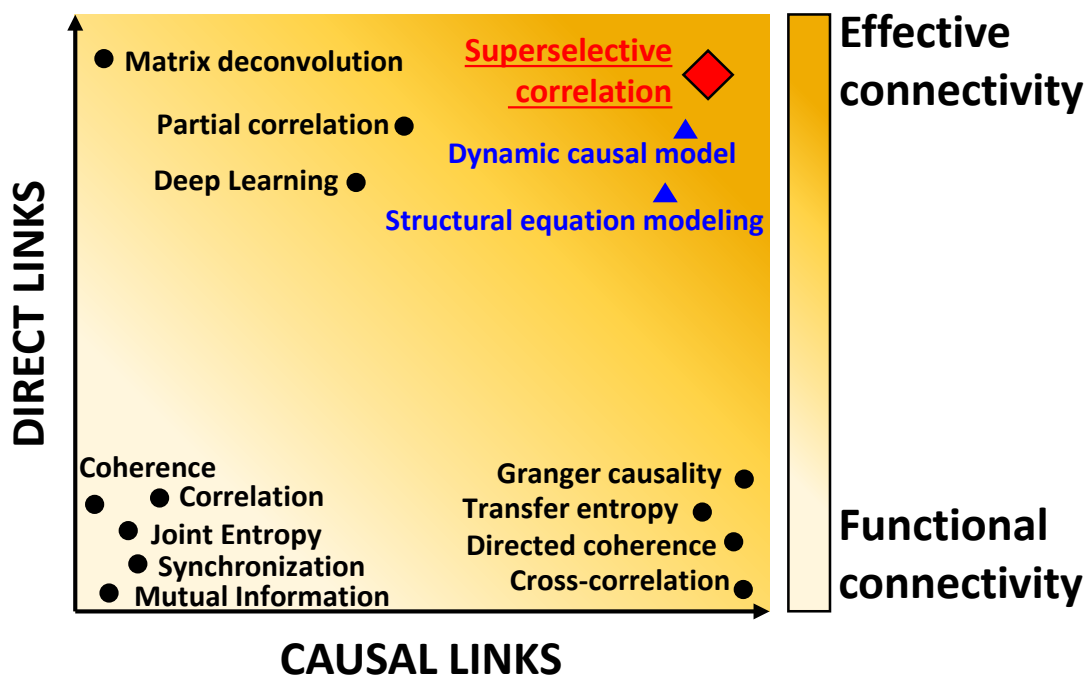 Superselective
correlation
Matrix deconvolution
Partial correlation
Dynamic causal model
Deep Learning
Structural equation modeling
DIRECT LINKS
Coherence
Correlation
Joint Entropy
Synchronization
Mutual Information
Granger causality
Transfer entropy
Directed coherence
Cross-correlation
CAUSAL LINKS
Effective
connectivity
Functional
connectivity